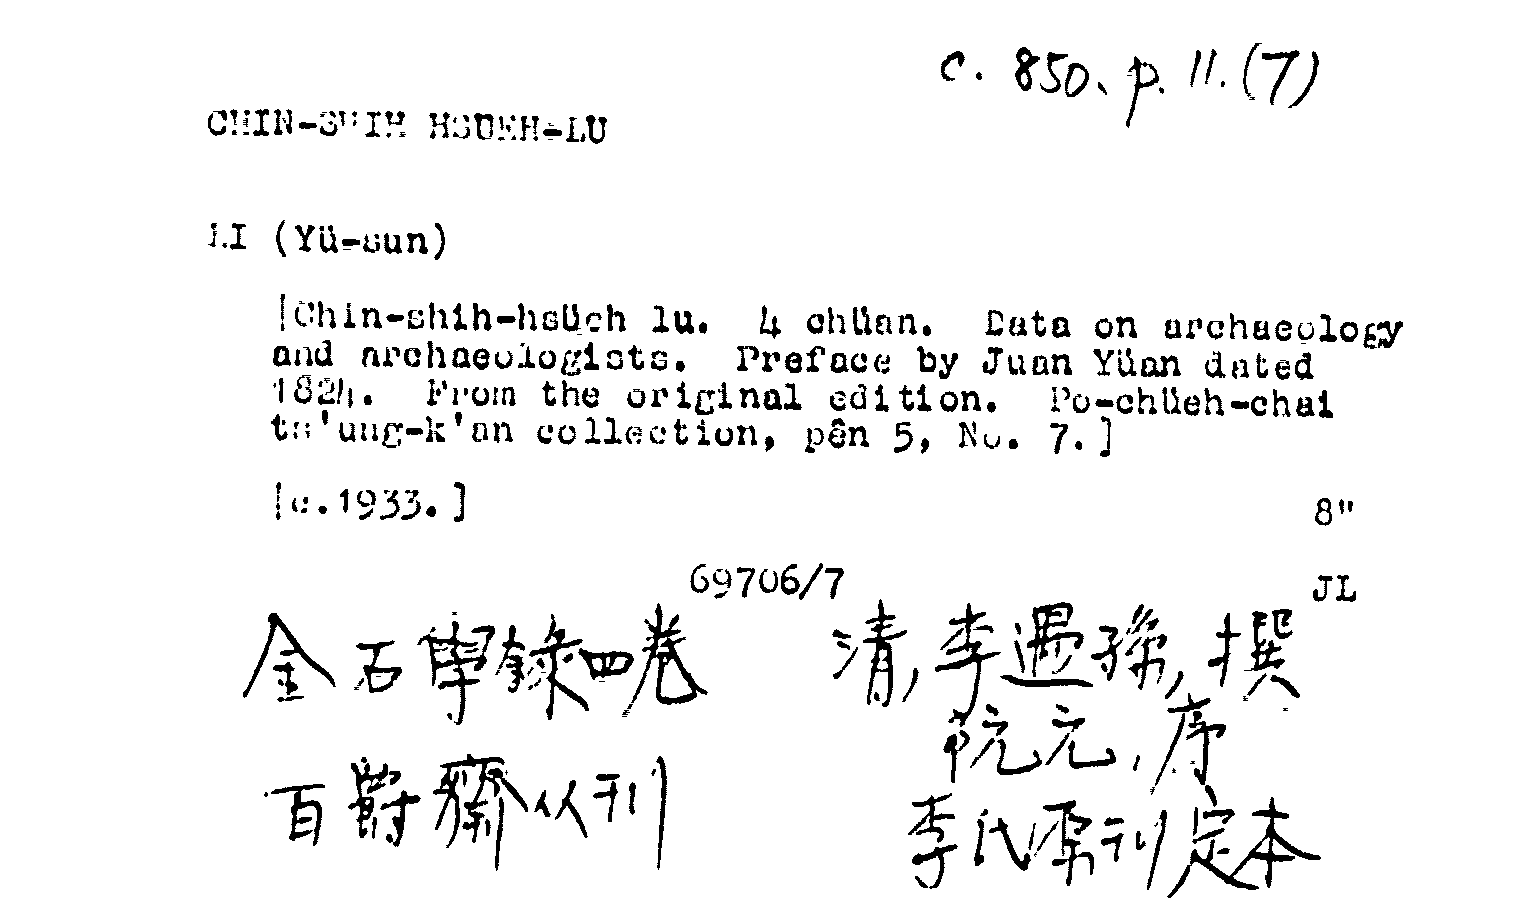 c. 850. p. 11. (7)
CHIN-SHIH HSUEH-LU
LI (Yü-sun)
[Chin-shih-hsüeh lu. 4 chüan. Data on archaeology
and archaeologists. Preface by Juan Yüan dated
1824. From the original edition. Po-chüeh-chai
ts'ung-k'an collection, pên 5, No. 7.]
[c.1933.] 8"
69706/7 JL
金石學錄四卷 清,李遇孫,撰
阮元,序
百爵齋从刊
李氏原刊定本